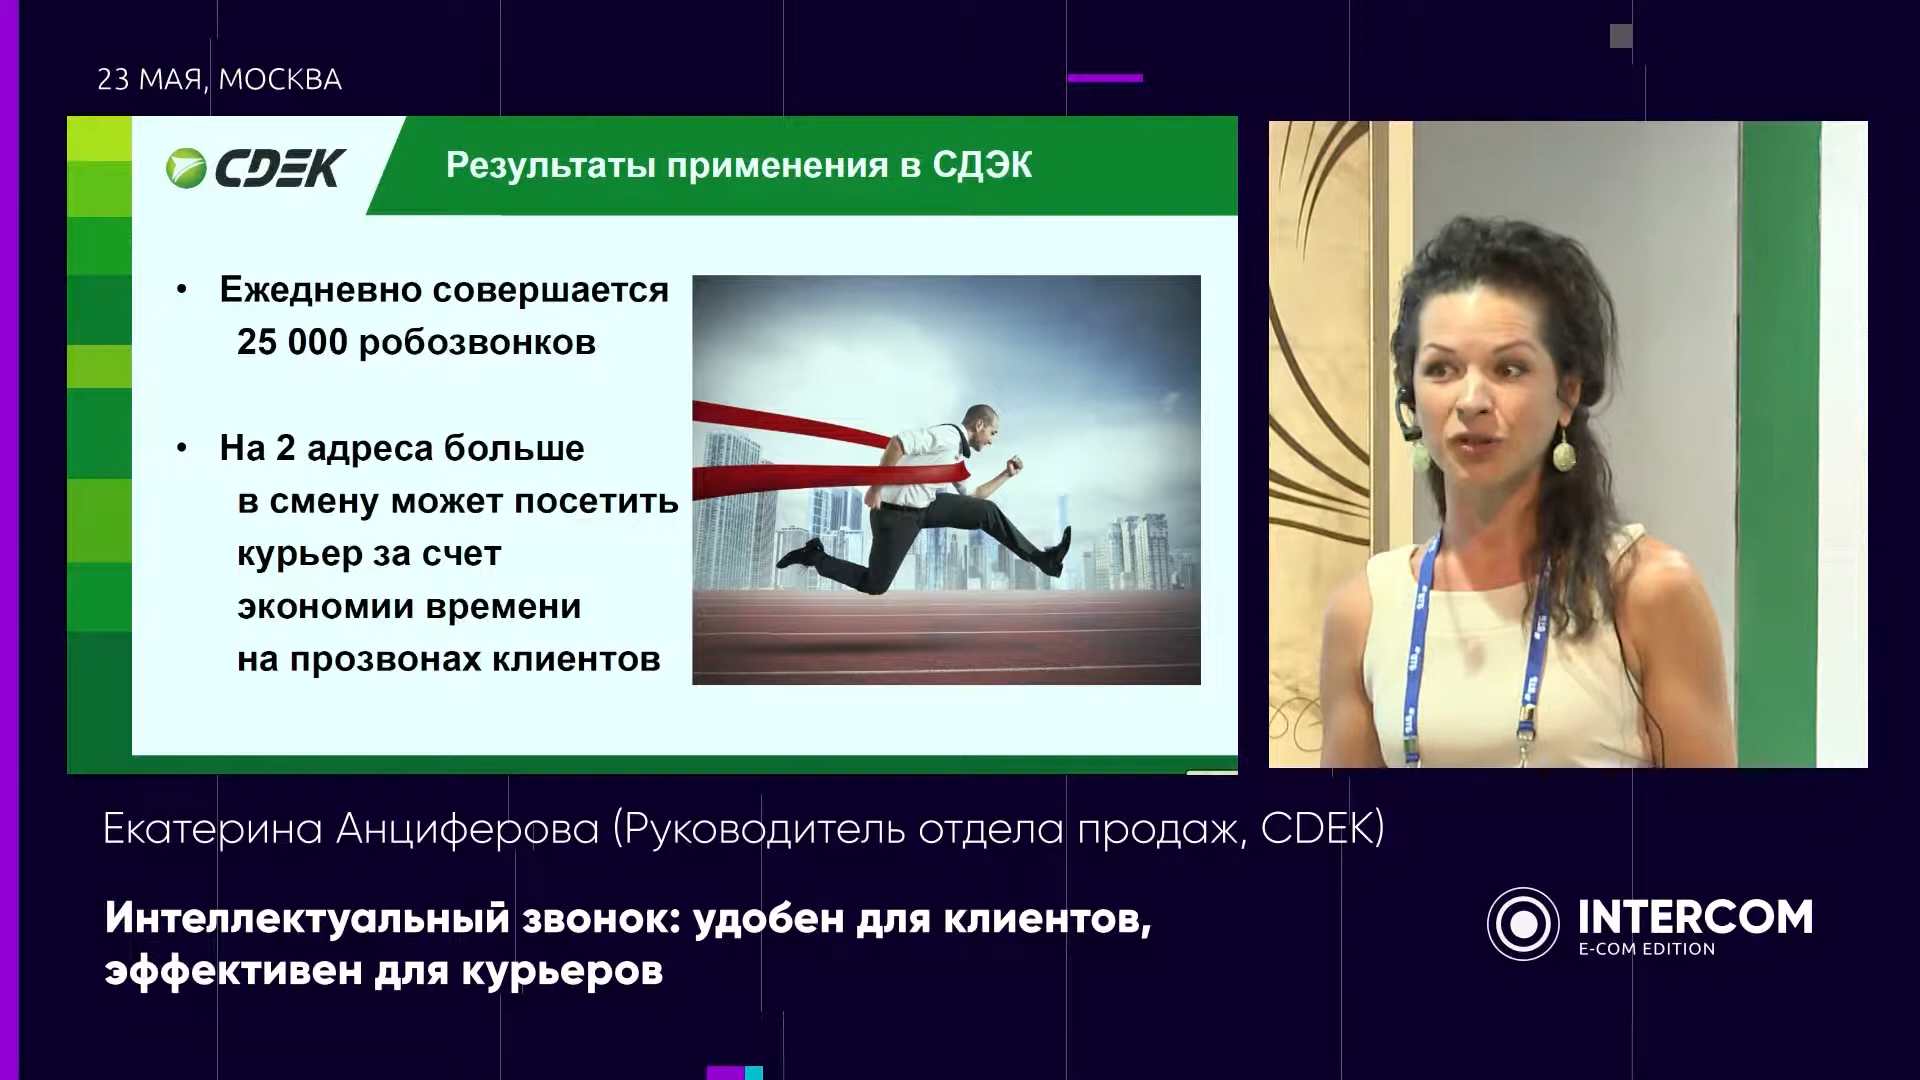 23 МАЯ, МОСКВА
CDEK
Результаты применения в СДЭК
• Ежедневно совершается
25 000 робозвонков
• На 2 адреса больше
в смену может посетить
курьер за счет
экономии времени
на прозвонах клиентов
Екатерина Анциферова (Руководитель отдела продаж, CDEK)
Интеллектуальный звонок: удобен для клиентов,
эффективен для курьеров
INTERCOM
E-COM EDITION